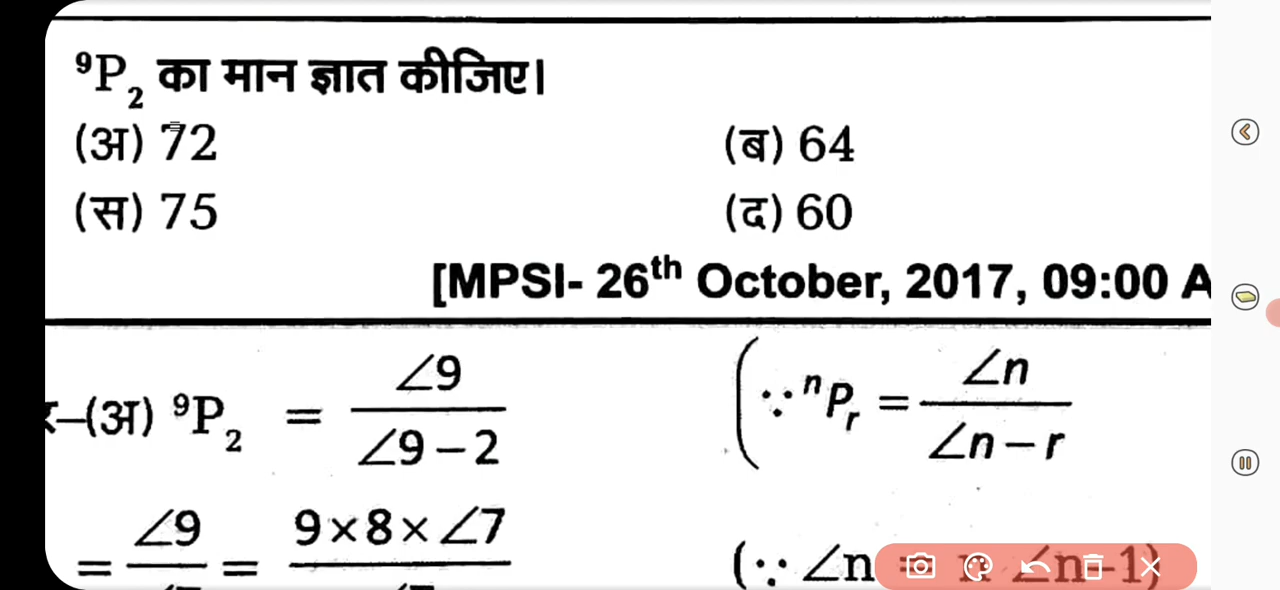 ⁹P₂ का मान ज्ञात कीजिए।
(अ) 72 (ब) 64
(स) 75 (द) 60
[MPSI- 26th October, 2017, 09:00 A
(अ) ⁹P₂ = ∠9 / ∠9 – 2 (∵ ⁿPᵣ = ∠n / ∠n – r
= ∠9 = 9×8×∠7 (∵ ∠n = n ∠n–1)